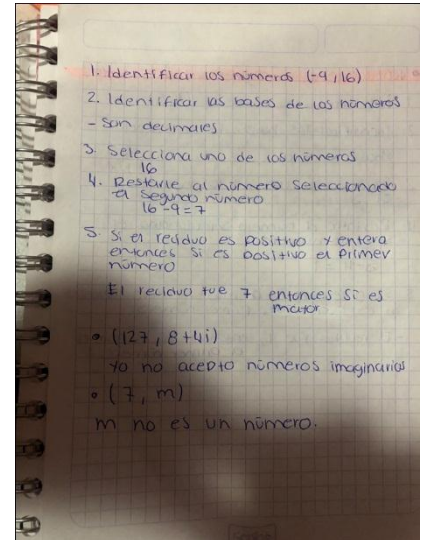 1. Identificar los números (-9, 16)
2. Identificar las bases de los números
- Son decimales
3. Selecciona uno de los números
16
4. Restarle al número Seleccionado
el Segundo número
16 - 9 = 7
5. Si el residuo es positivo y entera
entonces Si es positivo el primer
número
El reciduo fue 7 entonces Si es
mayor
• (127, 8+4i)
Yo no acepto números imaginarios
• (7, m)
m no es un número.